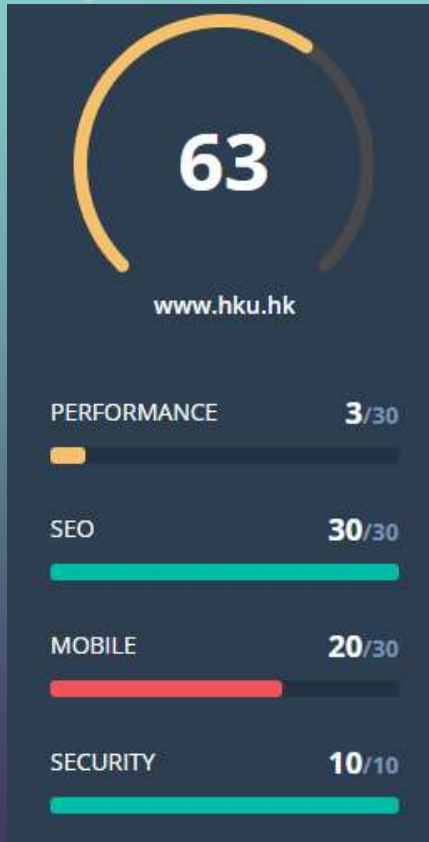 63
www.hku.hk
PERFORMANCE 3/30
SEO 30/30
MOBILE 20/30
SECURITY 10/10